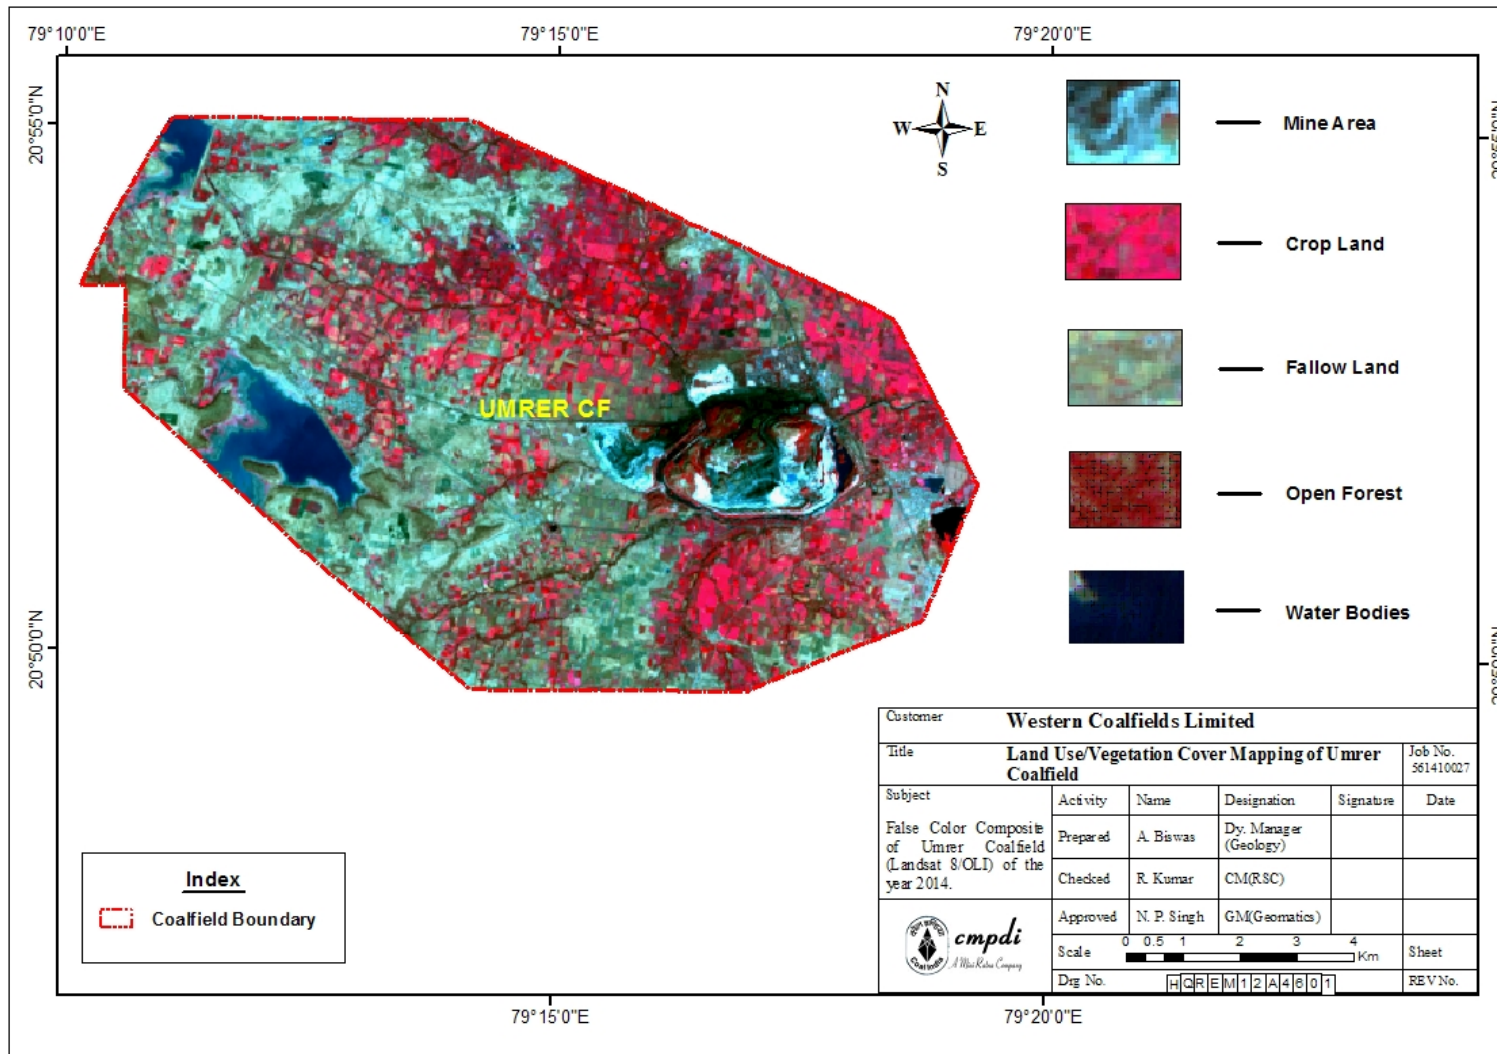 79°10'0"E 79°15'0"E 79°20'0"E
20°55'0"N
20°50'0"N
N
W E
S
Mine Area
Crop Land
Fallow Land
Open Forest
Water Bodies
UMRER CF
Index
Coalfield Boundary
Customer Western Coalfields Limited
Title Land Use/Vegetation Cover Mapping of Umrer
Coalfield
Job No.
561410027
Subject
False Color Composite
of Umrer Coalfield
(Landsat 8/OLI) of the
year 2014.
Activity Name Designation Signature Date
Prepared A. Biswas Dy. Manager
(Geology)
Checked R. Kumar CM(RSC)
Approved N. P. Singh GM(Geomatics)
Scale 0 0.5 1 2 3 4
Km
Sheet
Drg No. HQREM12A4601 REV No.
Coal India
cmpdi
A Mini Ratna Company
79°15'0"E 79°20'0"E